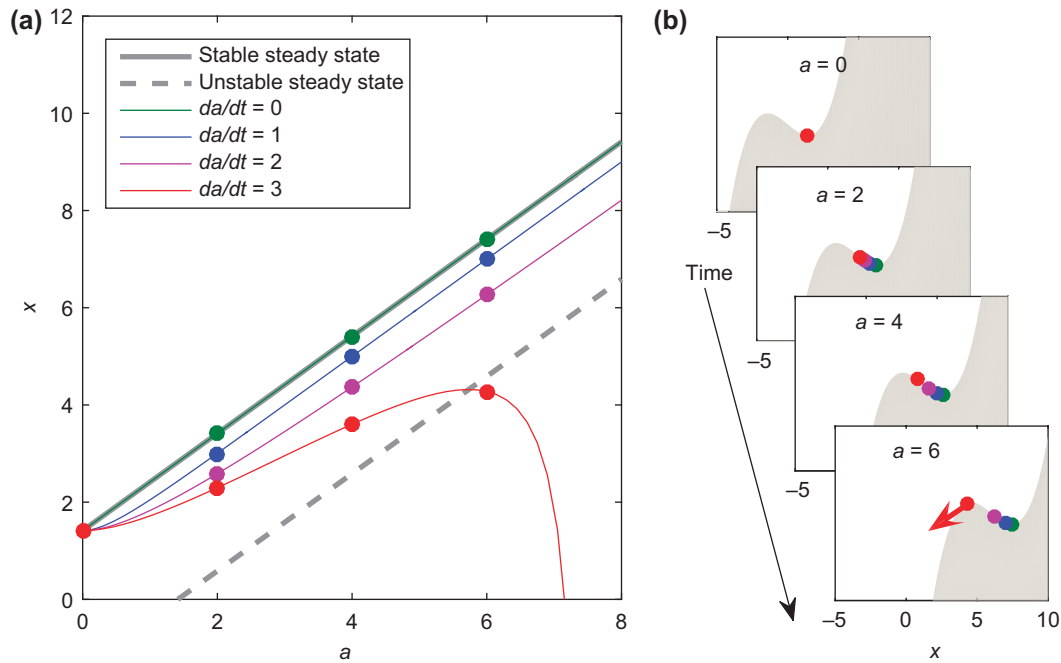 (a)
12
10
8
6
4
2
0
x
0
2
4
6
8
a
Stable steady state
Unstable steady state
da/dt = 0
da/dt = 1
da/dt = 2
da/dt = 3
(b)
a = 0
–5
a = 2
–5
Time
a = 4
–5
a = 6
–5
0
5
10
x